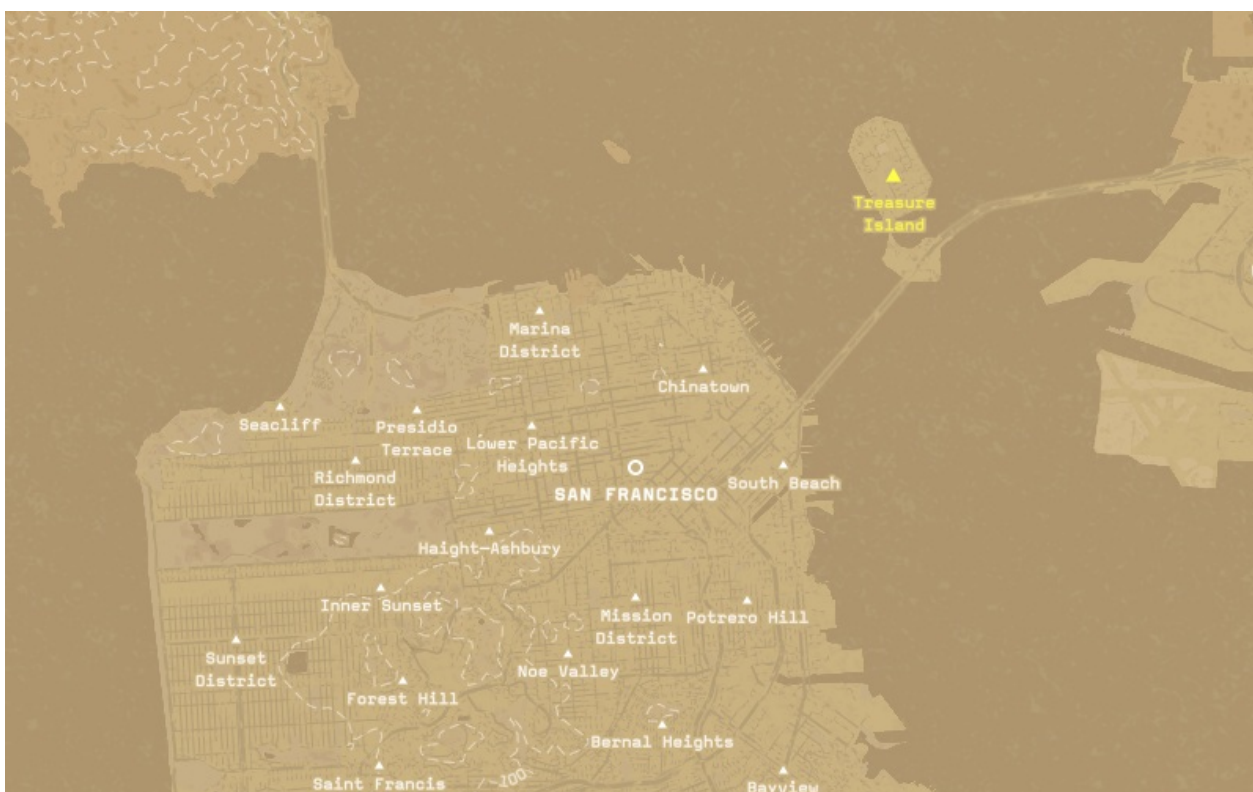 Treasure
Island
Marina
District
Chinatown
Seacliff
Presidio
Terrace
Lower Pacific
Heights
Richmond
District
SAN FRANCISCO
South Beach
Haight-Ashbury
Inner Sunset
Mission
District
Potrero Hill
Sunset
District
Noe Valley
Forest Hill
Bernal Heights
Saint Francis
100
Bayview